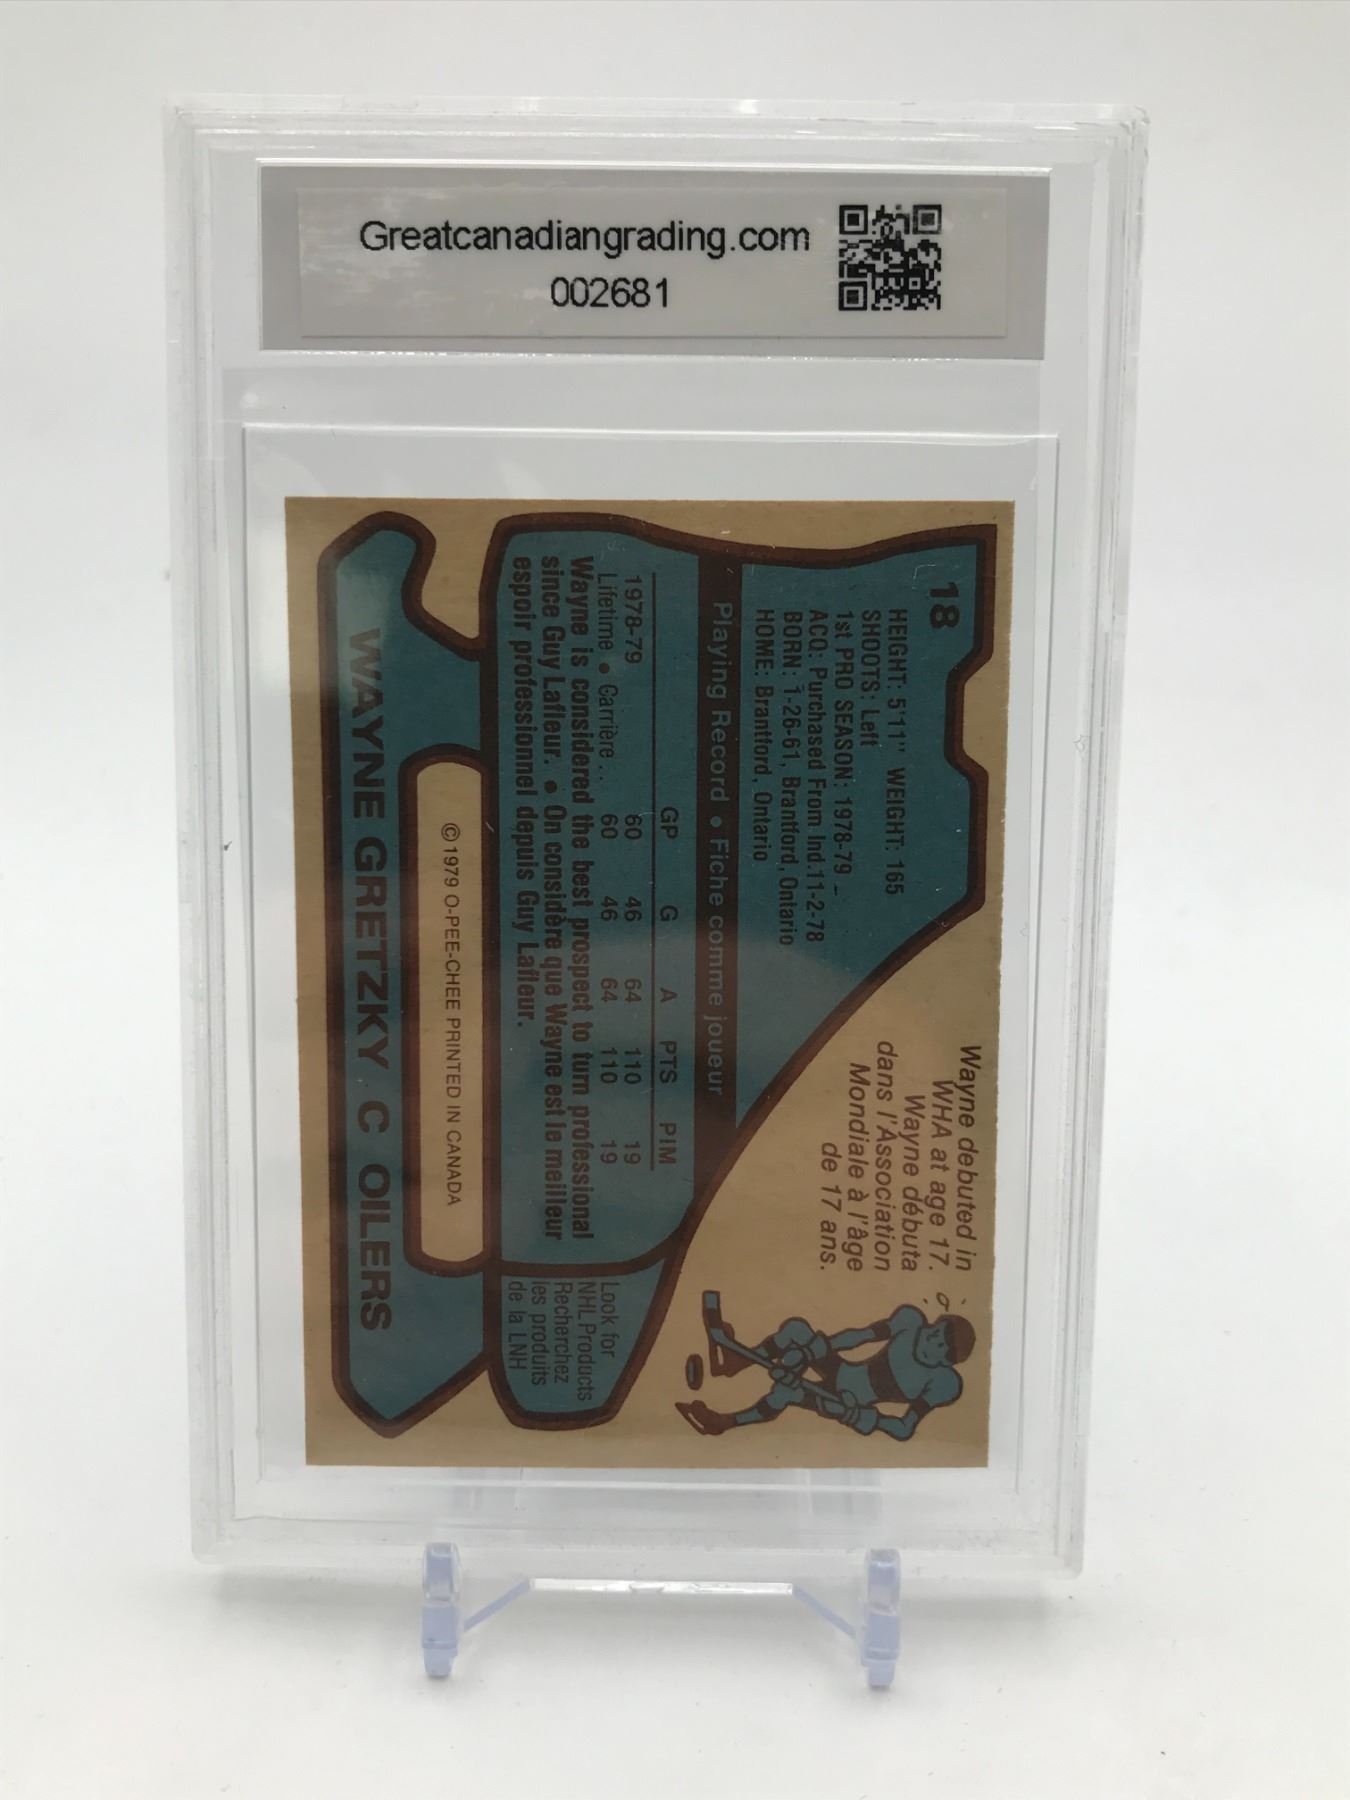 Greatcanadiangrading.com
002681
18
HEIGHT: 5'11" WEIGHT: 165
SHOOTS: Left
1st PRO SEASON: 1978-79
ACQ: Purchased From Ind. 11-2-78
BORN: 1-26-61, Brantford, Ontario
HOME: Brantford, Ontario
Wayne debuted in
WHA at age 17.
Wayne débuta
dans l'Association
Mondiale à l'âge
de 17 ans.
Playing Record • Fiche comme joueur
GP G A PTS PIM
1978-79 60 46 64 110 19
Lifetime • Carrière.. 60 46 64 110 19
Wayne is considered the best prospect to turn professional
since Guy Lafleur. • On considère que Wayne est le meilleur
espoir professionnel depuis Guy Lafleur.
Look for
NHL Products
Recherchez
les produits
de la LNH
© 1979 O-PEE-CHEE PRINTED IN CANADA
WAYNE GRETZKY C OILERS